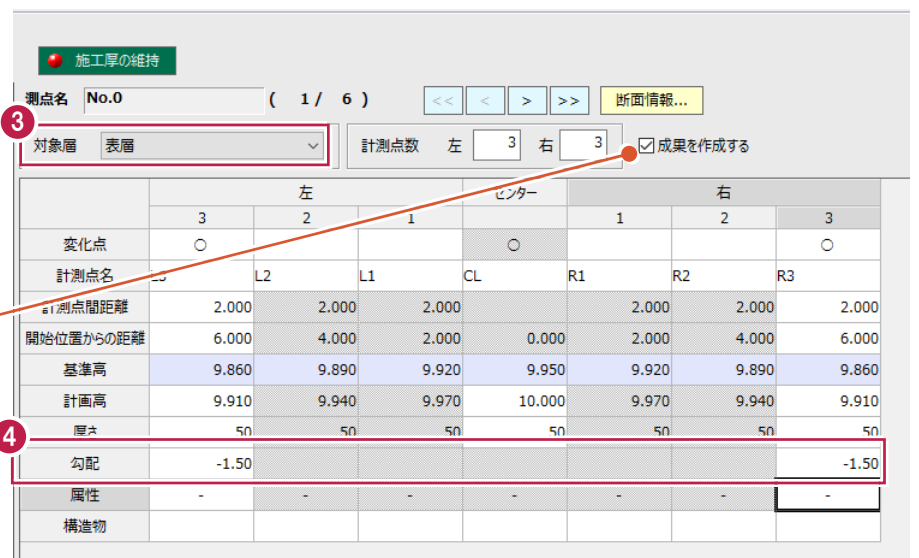 施工厚の維持
測点名 No.0 ( 1 / 6 ) << < > >> 断面情報...
3
対象層 表層 計測点数 左 3 右 3 成果を作成する
左 センター 右
3 2 1 1 2 3
変化点 ○ ○ ○
計測点名 L3 L2 L1 CL R1 R2 R3
計測点間距離 2.000 2.000 2.000 2.000 2.000 2.000
開始位置からの距離 6.000 4.000 2.000 0.000 2.000 4.000 6.000
基準高 9.860 9.890 9.920 9.950 9.920 9.890 9.860
計画高 9.910 9.940 9.970 10.000 9.970 9.940 9.910
厚さ 50 50 50 50 50 50 50
4
勾配 -1.50 -1.50
属性 - - - - - - -
構造物